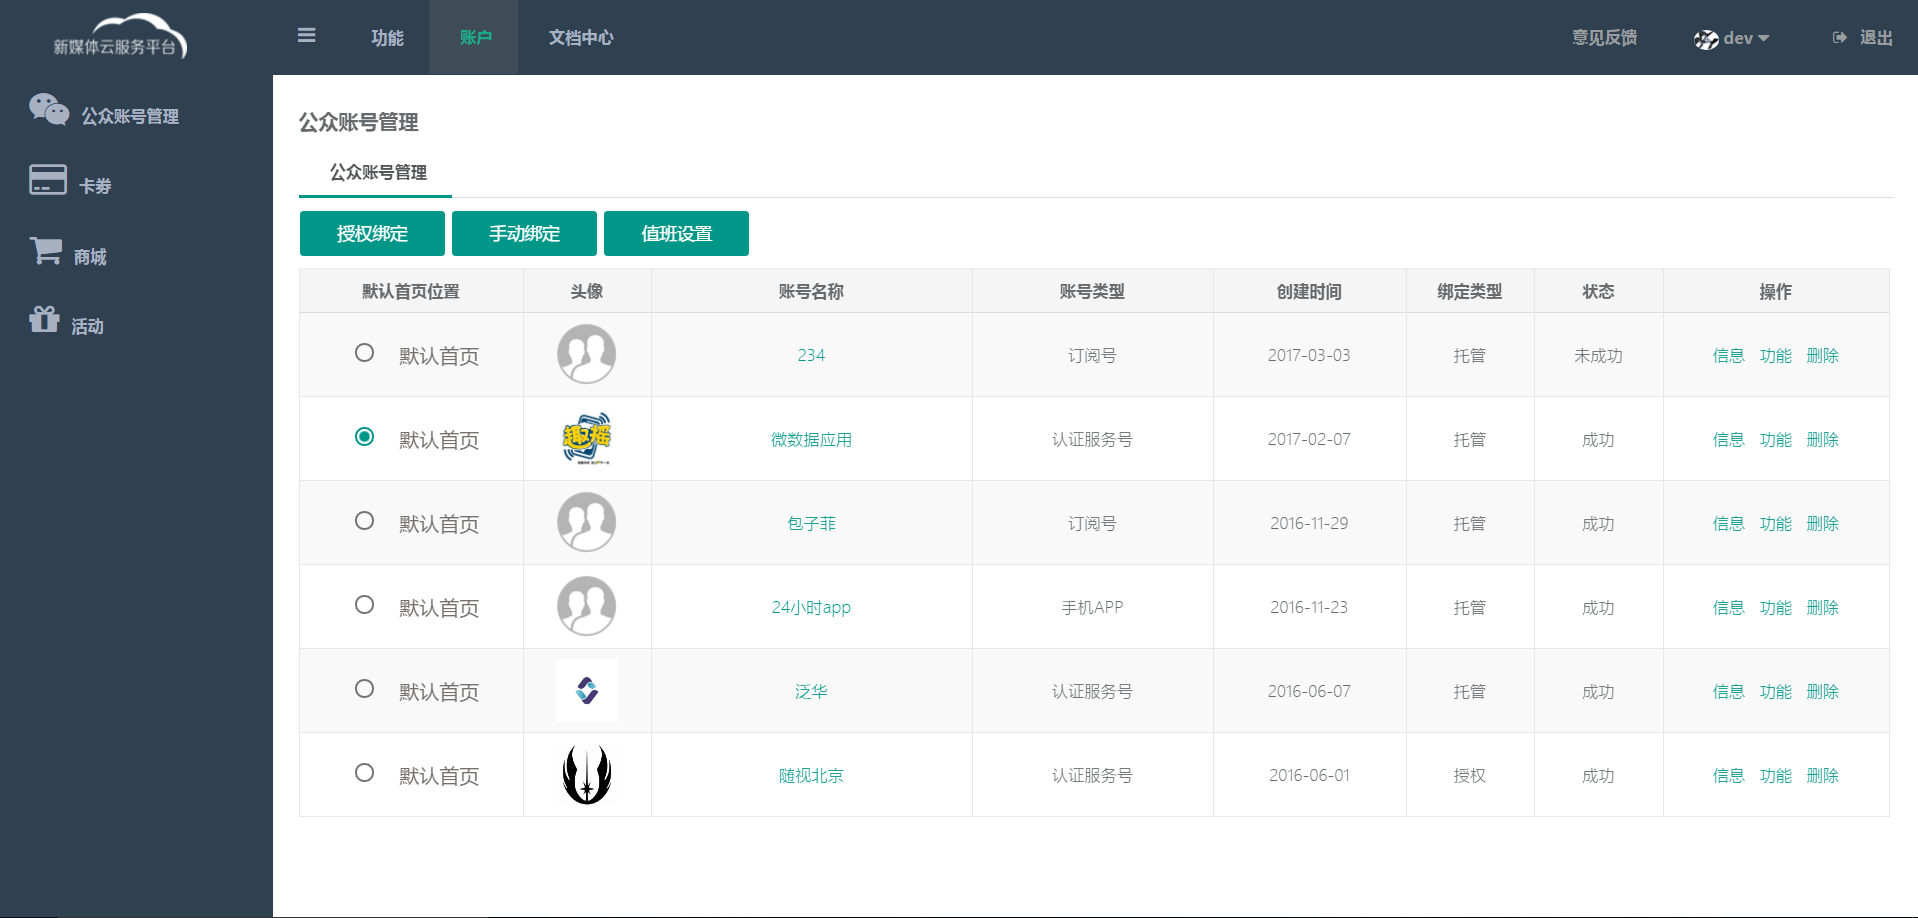 新媒体云服务平台
功能 账户 文档中心 意见反馈 dev 退出
公众账号管理
卡劵
商城
活动
公众账号管理
公众账号管理
授权绑定 手动绑定 值班设置
默认首页位置 头像 账号名称 账号类型 创建时间 绑定类型 状态 操作
默认首页 234 订阅号 2017-03-03 托管 未成功 信息 功能 删除
默认首页 趣摇 微数据应用 认证服务号 2017-02-07 托管 成功 信息 功能 删除
默认首页 包子菲 订阅号 2016-11-29 托管 成功 信息 功能 删除
默认首页 24小时app 手机APP 2016-11-23 托管 成功 信息 功能 删除
默认首页 泛华 认证服务号 2016-06-07 托管 成功 信息 功能 删除
默认首页 随视北京 认证服务号 2016-06-01 授权 成功 信息 功能 删除